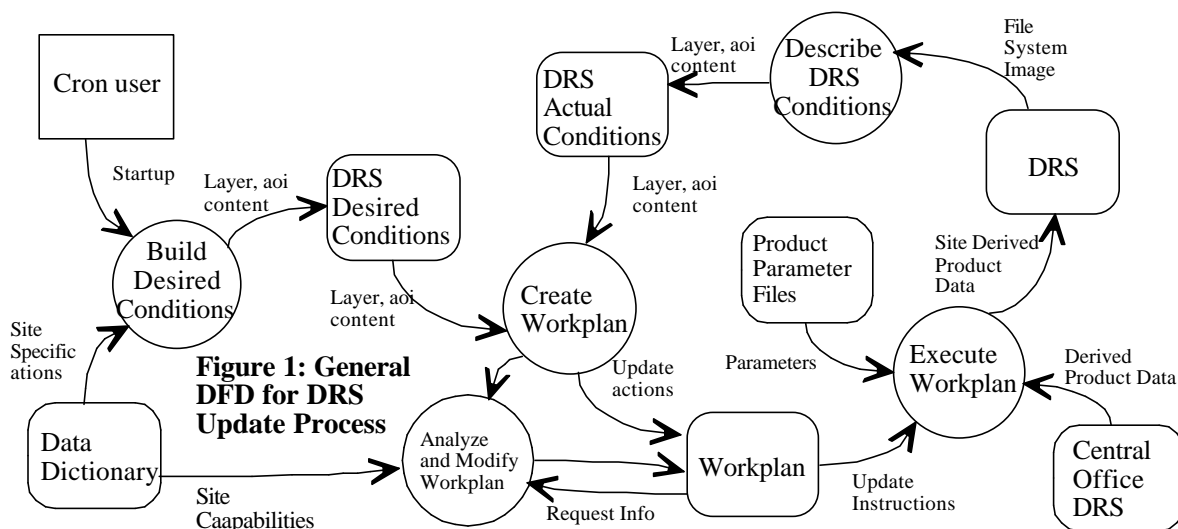 Cron user
Startup
Layer, aoi
content
DRS
Desired
Conditions
Build
Desired
Conditions
Site
Specific
ations
Data
Dictionary
Layer, aoi
content
DRS
Actual
Conditions
Layer, aoi
content
Describe
DRS
Conditions
File
System
Image
DRS
Layer, aoi
content
Create
Workplan
Product
Parameter
Files
Site Derived
Product
Data
Parameters
Execute
Workplan
Derived
Product Data
Central
Office
DRS
Figure 1: General
DFD for DRS
Update Process
Update
actions
Analyze
and Modify
Workplan
Workplan
Site
Caapabilities
Request Info
Update
Instructions